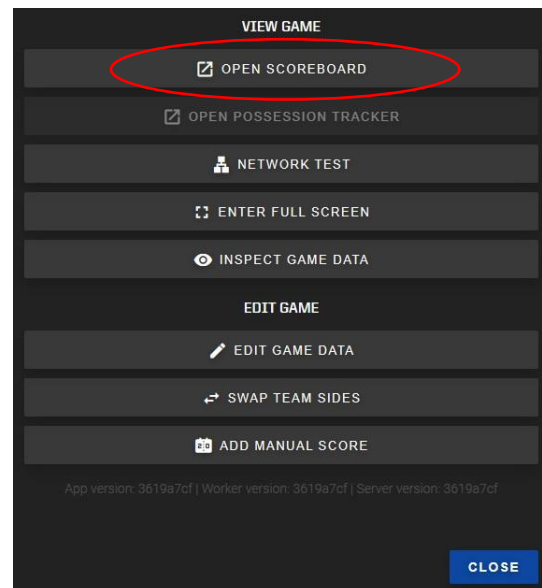 VIEW GAME
OPEN SCOREBOARD
OPEN POSSESSION TRACKER
NETWORK TEST
ENTER FULL SCREEN
INSPECT GAME DATA
EDIT GAME
EDIT GAME DATA
SWAP TEAM SIDES
ADD MANUAL SCORE
App version: 3619a7cf | Worker version: 3619a7cf | Server version: 3619a7cf
CLOSE